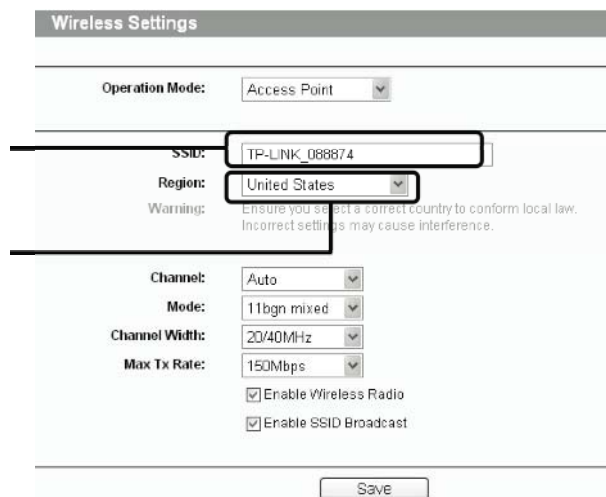 Wireless Settings
Operation Mode: Access Point
SSID: TP-LINK_088874
Region: United States
Warning: Ensure you select a correct country to conform local law.
Incorrect settings may cause interference.
Channel: Auto
Mode: 11bgn mixed
Channel Width: 20/40MHz
Max Tx Rate: 150Mbps
Enable Wireless Radio
Enable SSID Broadcast
Save